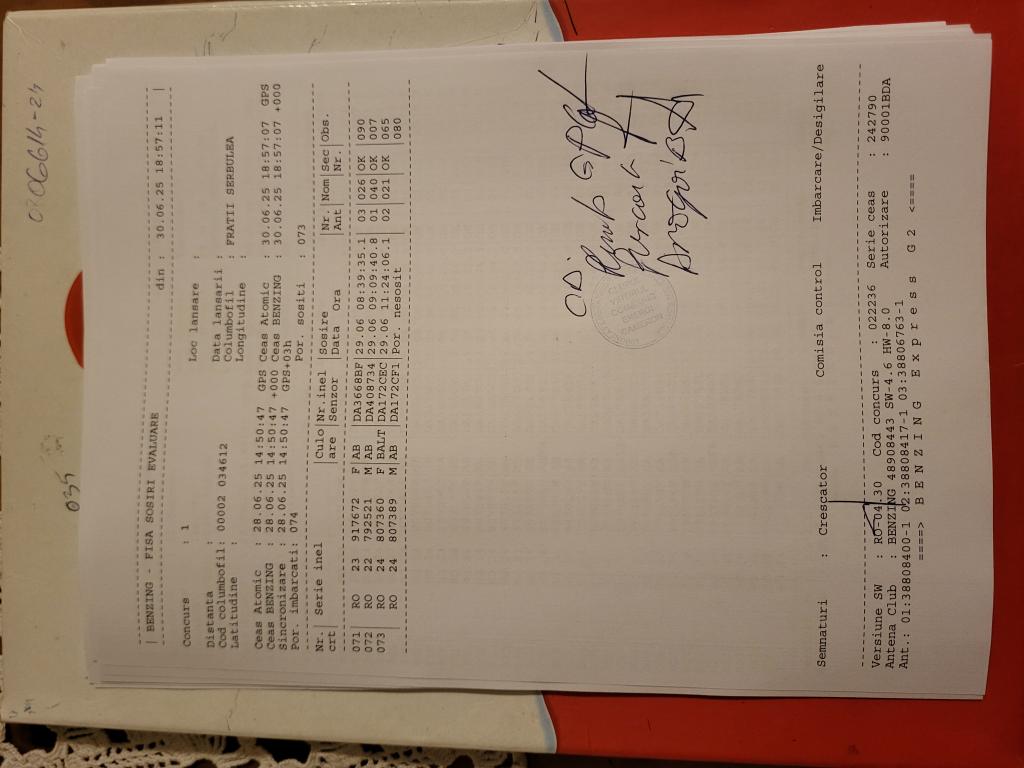 | BENZING - FISA SOSIRI EVALUARE din : 30.06.25 18:57:11 |
Concurs : 1 Loc lansare :
Distanta : Data lansarii :
Cod columbofil: 00002 034612 Columbofil : FRATII SERBULEA
Latitudine : Longitudine :
Ceas Atomic : 28.06.25 14:50:47 GPS Ceas Atomic : 30.06.25 18:57:07 GPS
Ceas BENZING : 28.06.25 14:50:47 +000 Ceas BENZING : 30.06.25 18:57:07 +000
Sincronizare : 28.06.25 14:50:47 GPS+03h
Por. imbarcati: 074 Por. sositi : 073
Nr.| Serie inel |Culo|Nr.inel |Sosire |Nr. |Nom|Sec|Obs.
crt| |are |Senzor |Data Ora |Ant| |Nr.|
071| RO 23 917672 F|AB |DA3668BF|29.06 08:39:35.1| 03|026|OK |090
072| RO 22 792521 M|AB |DA408734|29.06 09:09:40.8| 01|040|OK |007
073| RO 24 807360 F|BALT|DA172CEC|29.06 11:24:06.1| 02|021|OK |065
| RO 24 807389 M|AB |DA172CF1|Por. nesosit | | | |080
Semnaturi : Crescator Comisia control Imbarcare/Desigilare
Versiune SW : RO-04.30 Cod concurs : 022236 Serie ceas : 242790
Antena Club : BENZING 48908443 SW-4.6 HW-8.0 Autorizare : 90001BDA
Ant.: 01:38808400-1 02:38808417-1 03:38806763-1
====> B E N Z I N G E x p r e s s G 2 <====
035